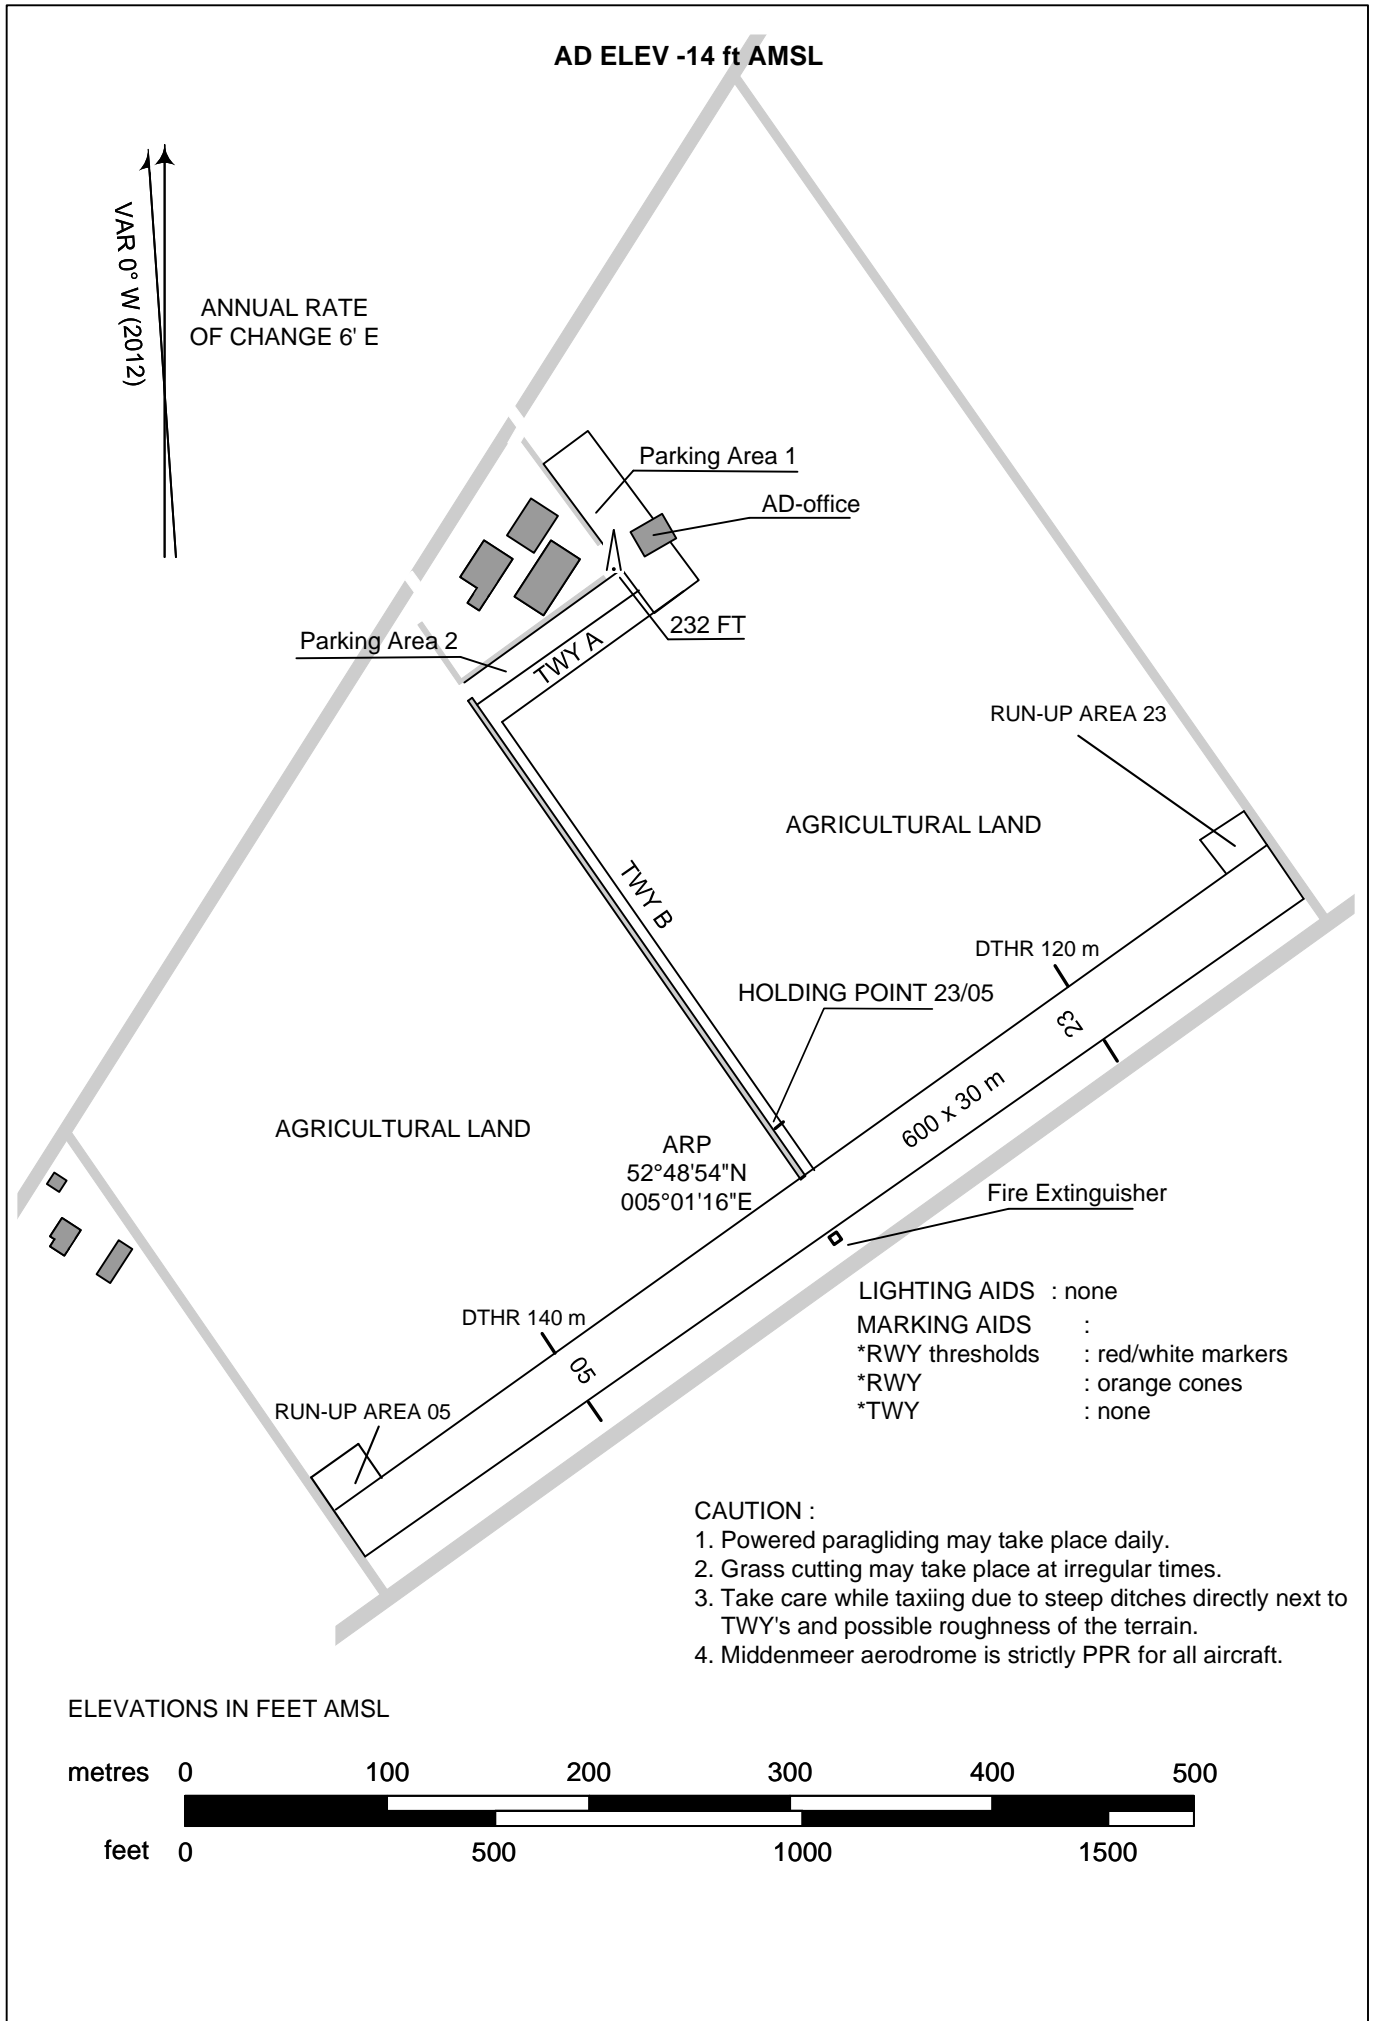 AD ELEV -14 ft AMSL
VAR 0° W (2012)
ANNUAL RATE
OF CHANGE 6' E
Parking Area 1
AD-office
232 FT
Parking Area 2
TWY A
RUN-UP AREA 23
AGRICULTURAL LAND
TWY B
DTHR 120 m
HOLDING POINT 23/05
23
600 x 30 m
AGRICULTURAL LAND
ARP
52°48'54"N
005°01'16"E
Fire Extinguisher
LIGHTING AIDS : none
MARKING AIDS :
*RWY thresholds : red/white markers
*RWY : orange cones
*TWY : none
DTHR 140 m
05
RUN-UP AREA 05
CAUTION :
1. Powered paragliding may take place daily.
2. Grass cutting may take place at irregular times.
3. Take care while taxiing due to steep ditches directly next to
TWY's and possible roughness of the terrain.
4. Middenmeer aerodrome is strictly PPR for all aircraft.
ELEVATIONS IN FEET AMSL
metres 0 100 200 300 400 500
feet 0 500 1000 1500